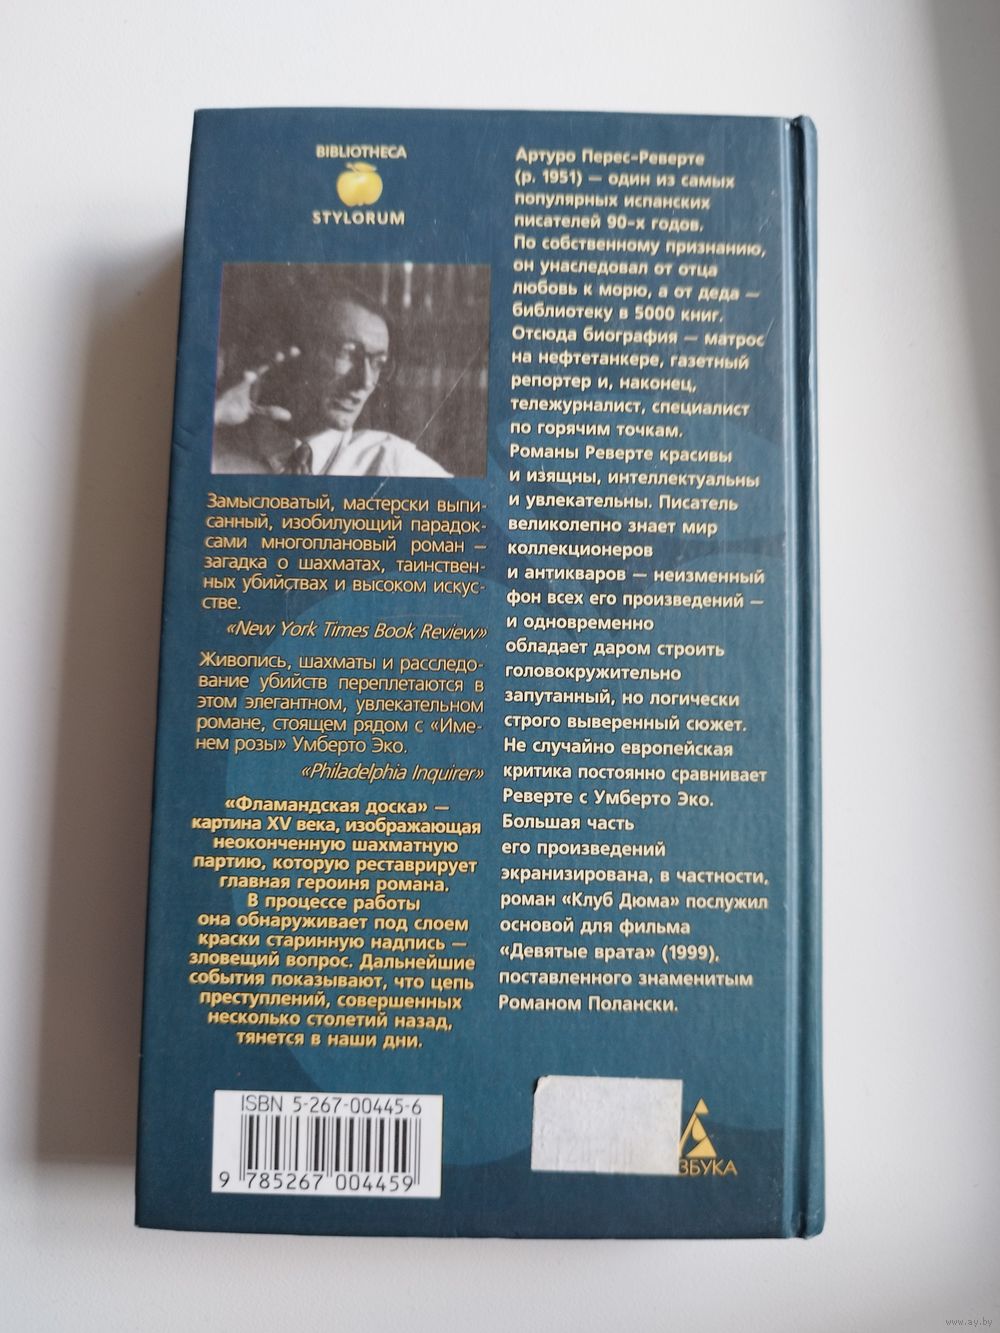 BIBLIOTHECA
STYLORUM
Замысловатый, мастерски выпи-
санный, изобилующий парадок-
сами многоплановый роман –
загадка о шахматах, таинствен-
ных убийствах и высоком искус-
стве.
«New York Times Book Review»
Живопись, шахматы и расследо-
вание убийств переплетаются в
этом элегантном, увлекательном
романе, стоящем рядом с «Име-
нем розы» Умберто Эко.
«Philadelphia Inquirer»
«Фламандская доска» —
картина XV века, изображающая
неоконченную шахматную
партию, которую реставрирует
главная героиня романа.
В процессе работы
она обнаруживает под слоем
краски старинную надпись —
зловещий вопрос. Дальнейшие
события показывают, что цепь
преступлений, совершенных
несколько столетий назад,
тянется в наши дни.
Артуро Перес-Реверте
(р. 1951) — один из самых
популярных испанских
писателей 90-х годов.
По собственному признанию,
он унаследовал от отца
любовь к морю, а от деда —
библиотеку в 5000 книг.
Отсюда биография — матрос
на нефтетанкере, газетный
репортер и, наконец,
тележурналист, специалист
по горячим точкам.
Романы Реверте красивы
и изящны, интеллектуальны
и увлекательны. Писатель
великолепно знает мир
коллекционеров
и антикваров — неизменный
фон всех его произведений —
и одновременно
обладает даром строить
головокружительно
запутанный, но логически
строго выверенный сюжет.
Не случайно европейская
критика постоянно сравнивает
Реверте с Умберто Эко.
Большая часть
его произведений
экранизирована, в частности,
роман «Клуб Дюма» послужил
основой для фильма
«Девятые врата» (1999),
поставленного знаменитым
Романом Полански.
ISBN 5-267-00445-6
9 785267 004459
ЗБУКА
www.ay.by